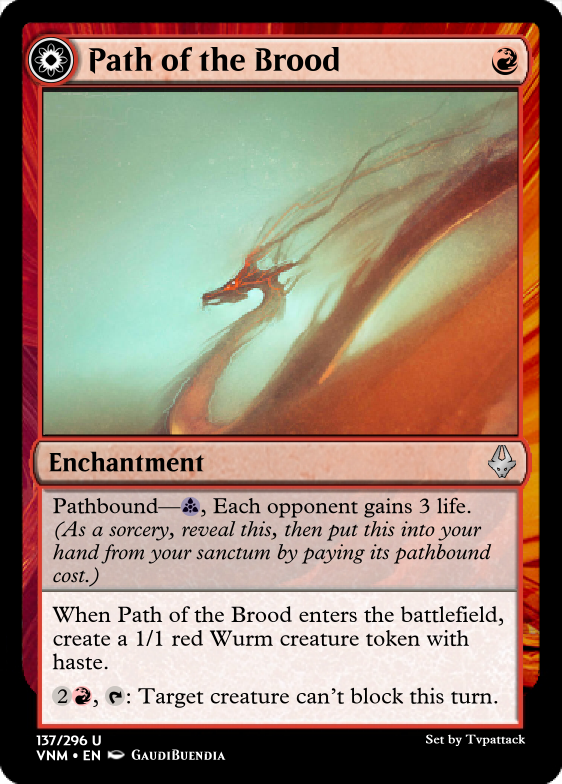 Path of the Brood
Enchantment
Pathbound—, Each opponent gains 3 life.
(As a sorcery, reveal this, then put this into your
hand from your sanctum by paying its pathbound
cost.)
When Path of the Brood enters the battlefield,
create a 1/1 red Wurm creature token with
haste.
2, : Target creature can't block this turn.
137/296 U
Set by Tvpattack
VNM • EN GaudiBuendia